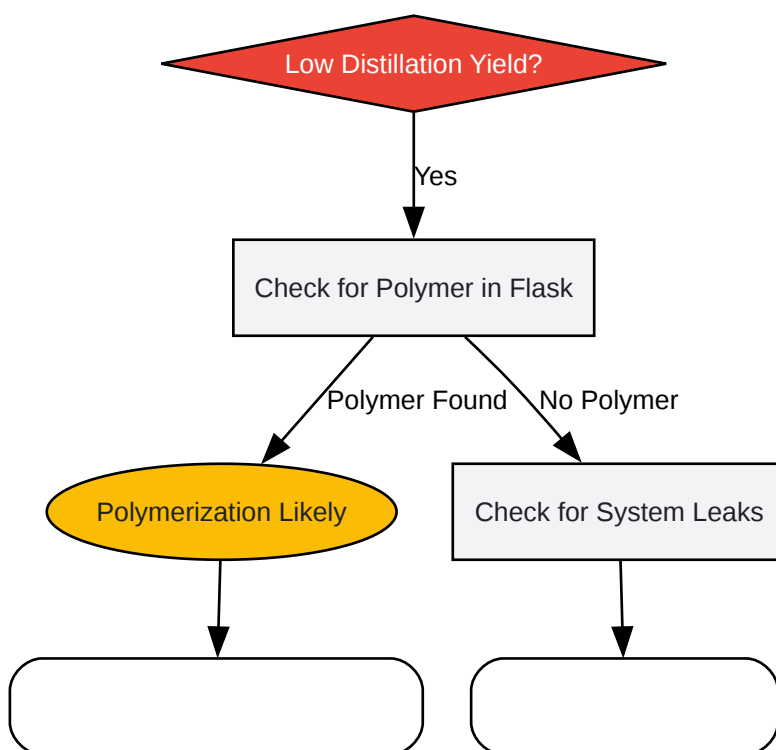 Low Distillation Yield?
Yes
Check for Polymer in Flask
Polymer Found
No Polymer
Polymerization Likely
Check for System Leaks